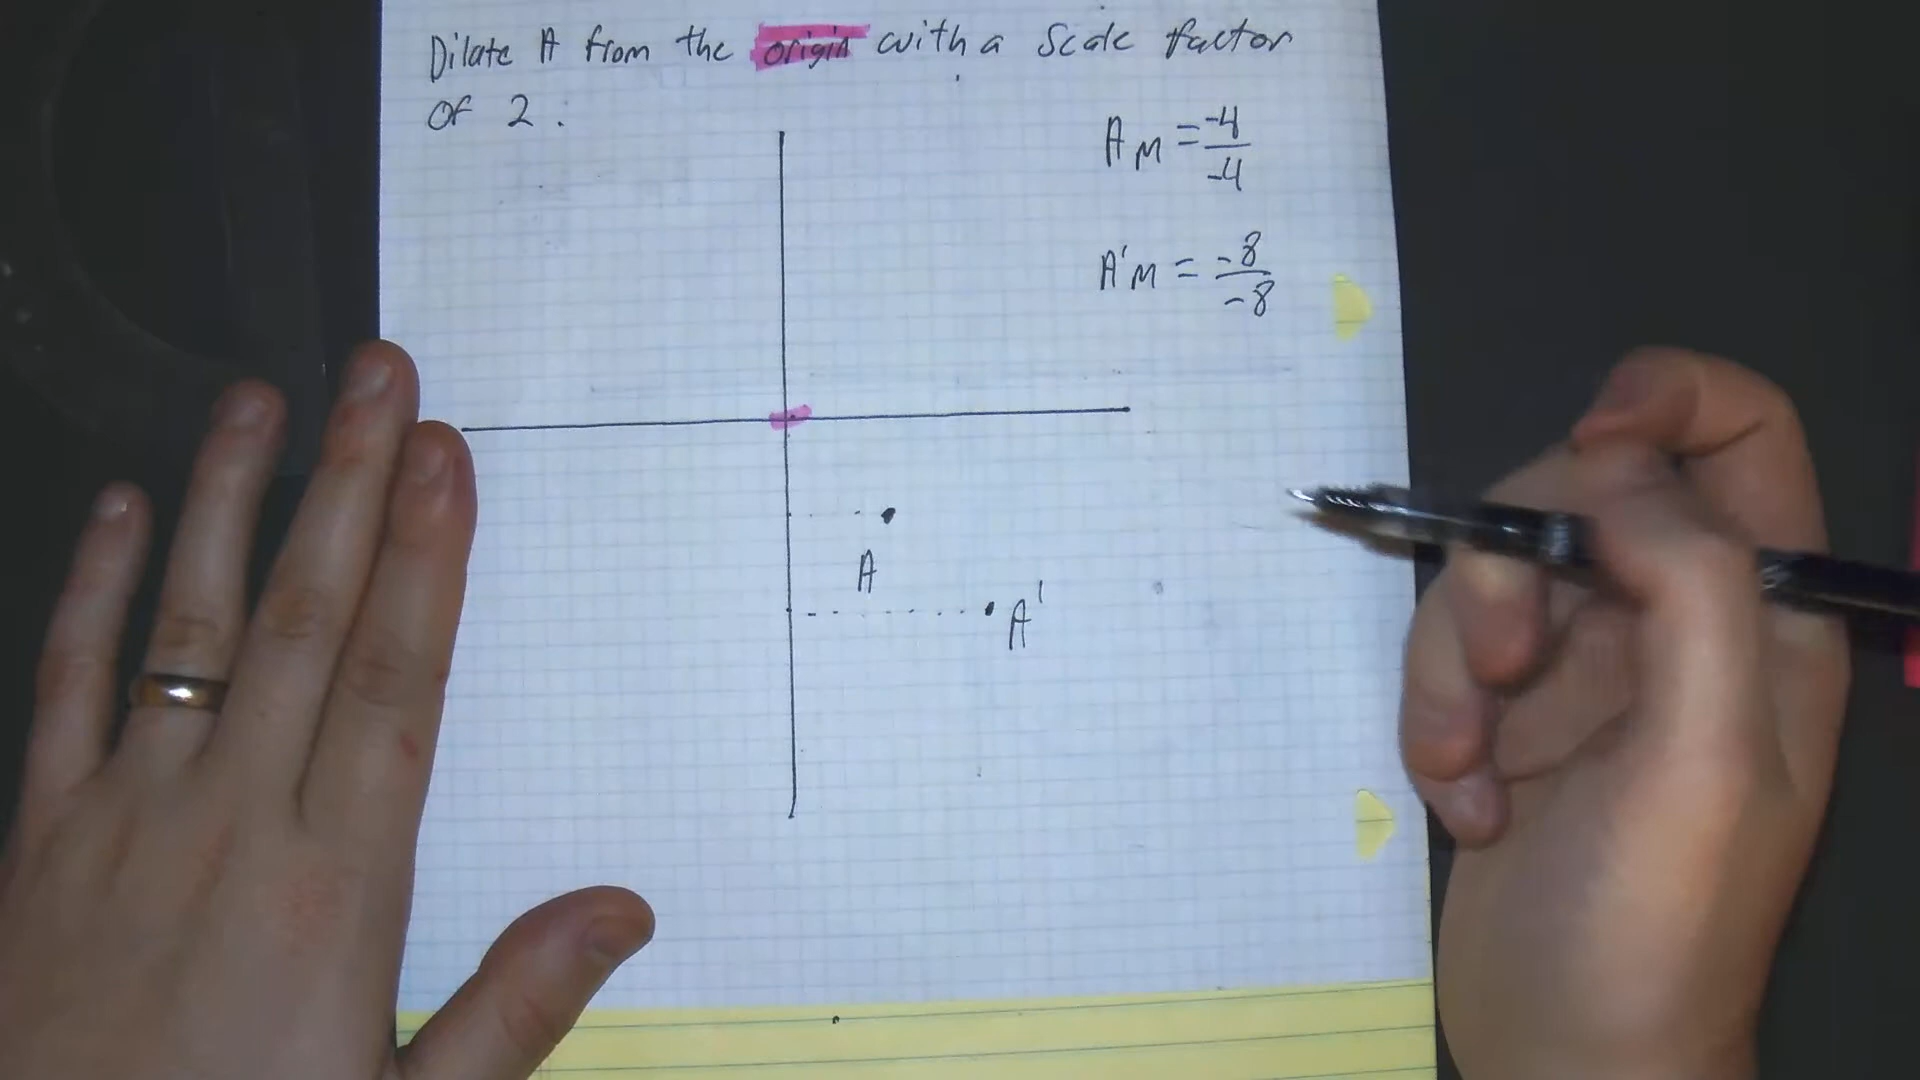 Dilate A from the origin with a scale factor
of 2.
A M = -4/-4
A'M = -8/-8
A
A'